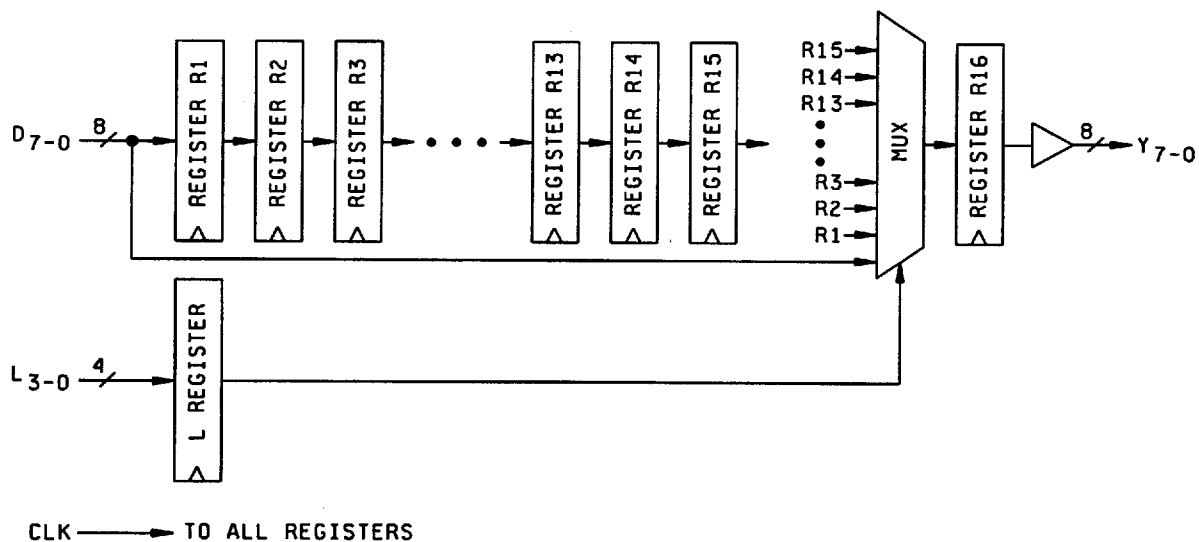 D7-0
8
REGISTER R1
REGISTER R2
REGISTER R3
REGISTER R13
REGISTER R14
REGISTER R15
R15
R14
R13
R3
R2
R1
MUX
REGISTER R16
8
Y7-0
L3-0
4
L REGISTER
CLK
TO ALL REGISTERS